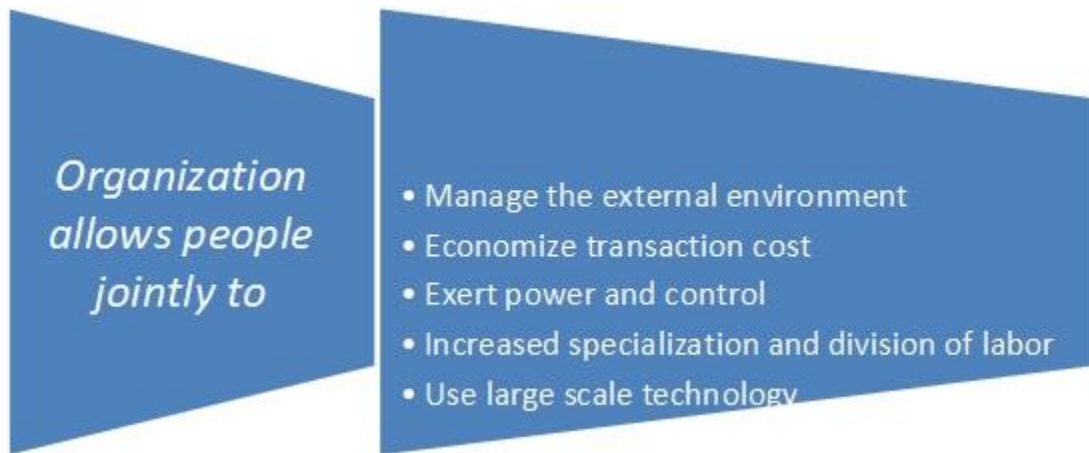 Organization
allows people
jointly to
• Manage the external environment
• Economize transaction cost
• Exert power and control
• Increased specialization and division of labor
• Use large scale technology